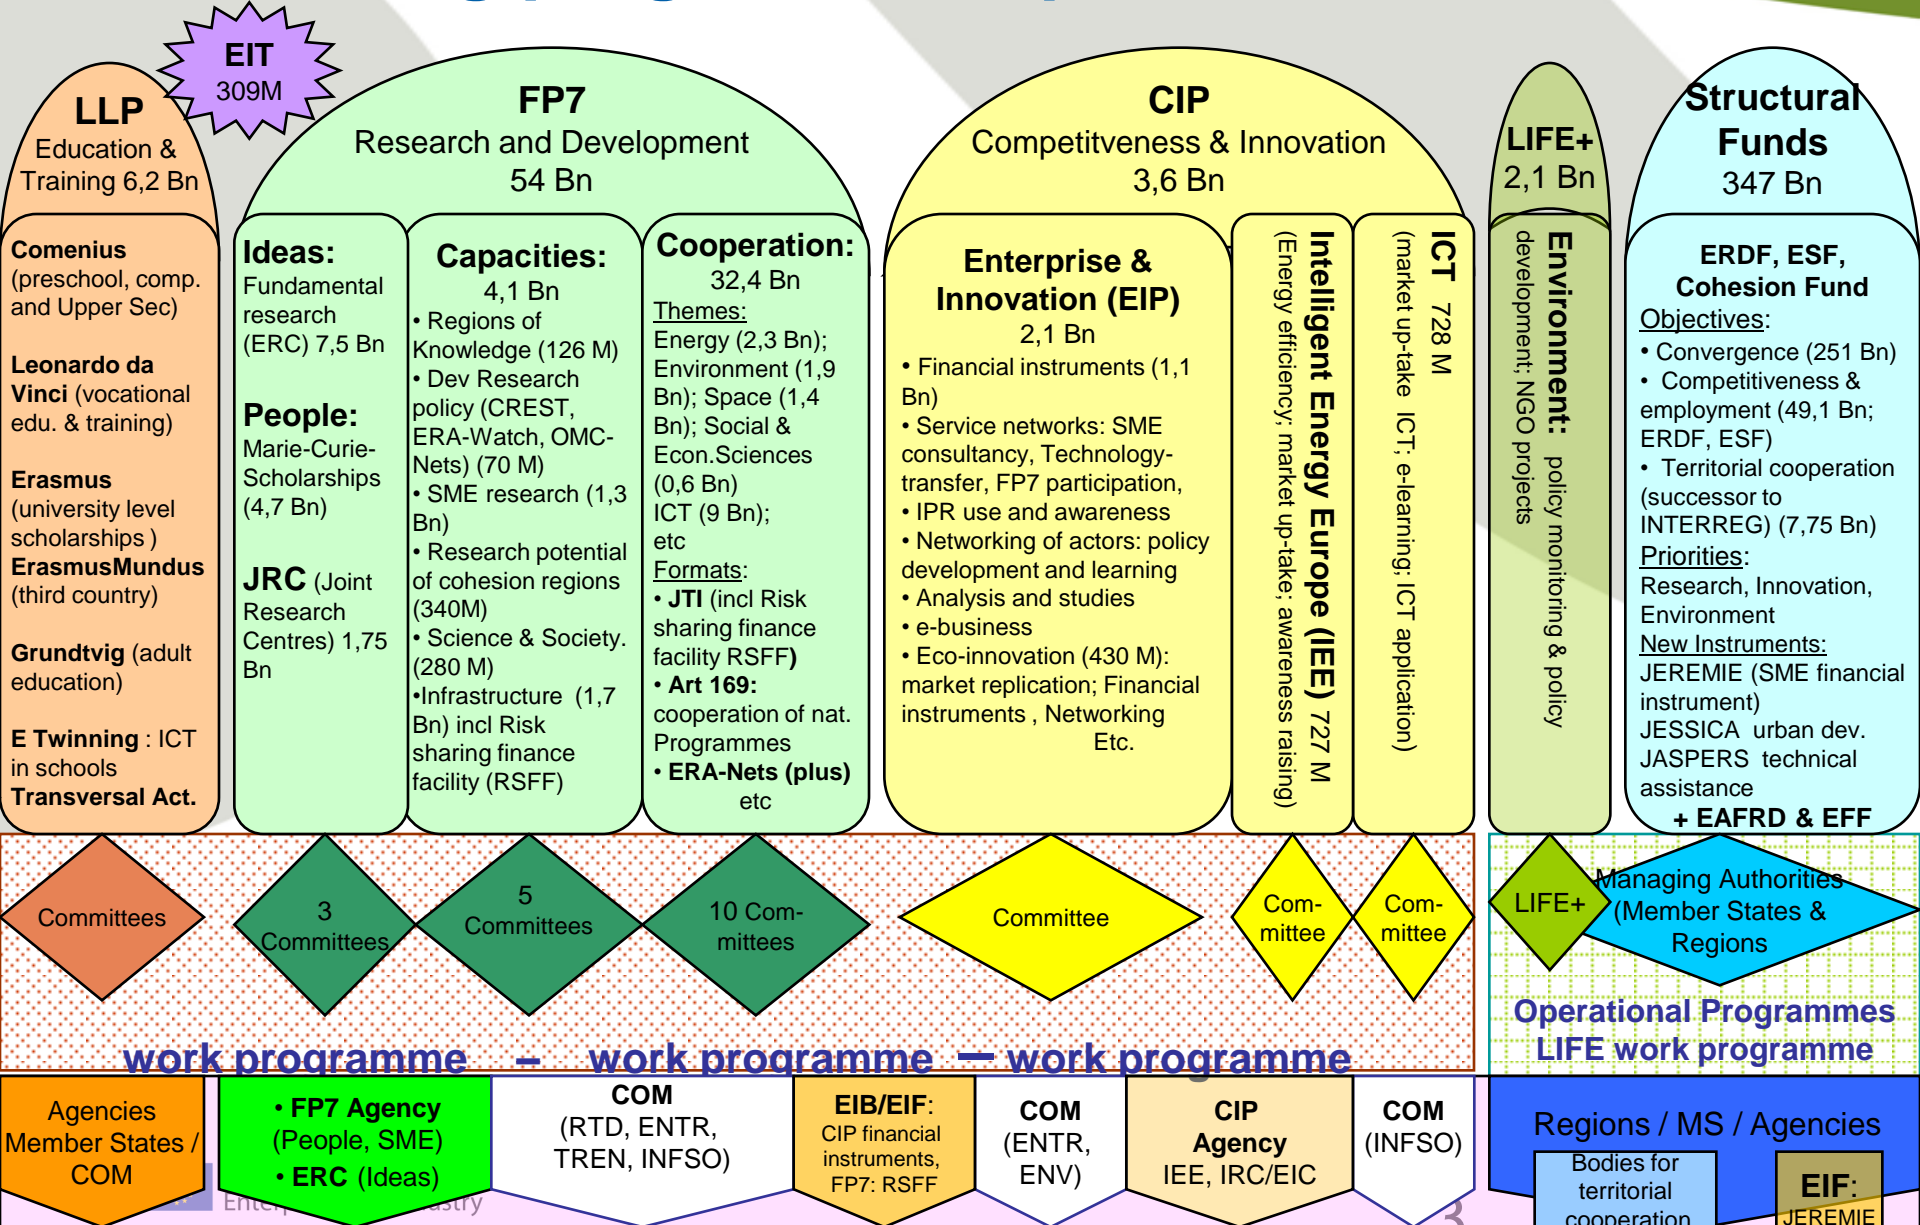 EIT
309M
LLP
Education &
Training 6,2 Bn
FP7
Research and Development
54 Bn
CIP
Competitveness & Innovation
3,6 Bn
LIFE+
2,1 Bn
Structural
Funds
347 Bn
Comenius
(preschool, comp.
and Upper Sec)
Leonardo da
Vinci (vocational
edu. & training)
Erasmus
(university level
scholarships )
ErasmusMundus
(third country)
Grundtvig (adult
education)
E Twinning : ICT
in schools
Transversal Act.
Ideas:
Fundamental
research
(ERC) 7,5 Bn
People:
Marie-Curie-
Scholarships
(4,7 Bn)
JRC (Joint
Research
Centres) 1,75
Bn
Capacities:
4,1 Bn
• Regions of
Knowledge (126 M)
• Dev Research
policy (CREST,
ERA-Watch, OMC-
Nets) (70 M)
• SME research (1,3
Bn)
• Research potential
of cohesion regions
(340M)
• Science & Society.
(280 M)
•Infrastructure (1,7
Bn) incl Risk
sharing finance
facility (RSFF)
Cooperation:
32,4 Bn
Themes:
Energy (2,3 Bn);
Environment (1,9
Bn); Space (1,4
Bn); Social &
Econ.Sciences
(0,6 Bn)
ICT (9 Bn);
etc
Formats:
• JTI (incl Risk
sharing finance
facility RSFF)
• Art 169:
cooperation of nat.
Programmes
• ERA-Nets (plus)
etc
Enterprise &
Innovation (EIP)
2,1 Bn
• Financial instruments (1,1
Bn)
• Service networks: SME
consultancy, Technology-
transfer, FP7 participation,
• IPR use and awareness
• Networking of actors: policy
development and learning
• Analysis and studies
• e-business
• Eco-innovation (430 M):
market replication; Financial
instruments , Networking
Etc.
Intelligent Energy Europe (IEE) 727 M
(Energy efficiency; market up-take; awareness raising)
ICT 728 M
(market up-take ICT; e-learning; ICT application)
Environment: policy monitoring & policy
development; NGO projects
ERDF, ESF,
Cohesion Fund
Objectives:
• Convergence (251 Bn)
• Competitiveness &
employment (49,1 Bn;
ERDF, ESF)
• Territorial cooperation
(successor to
INTERREG) (7,75 Bn)
Priorities:
Research, Innovation,
Environment
New Instruments:
JEREMIE (SME financial
instrument)
JESSICA urban dev.
JASPERS technical
assistance
+ EAFRD & EFF
Committees
3
Committees
5
Committees
10 Com-
mittees
Committee
Com-
mittee
Com-
mittee
LIFE+
Managing Authorities
(Member States &
Regions
work programme – work programme — work programme
Operational Programmes
LIFE work programme
Agencies
Member States /
COM
• FP7 Agency
(People, SME)
• ERC (Ideas)
COM
(RTD, ENTR,
TREN, INFSO)
EIB/EIF:
CIP financial
instruments,
FP7: RSFF
COM
(ENTR,
ENV)
CIP
Agency
IEE, IRC/EIC
COM
(INFSO)
Regions / MS / Agencies
Bodies for
territorial
cooperation
EIF:
JEREMIE
3